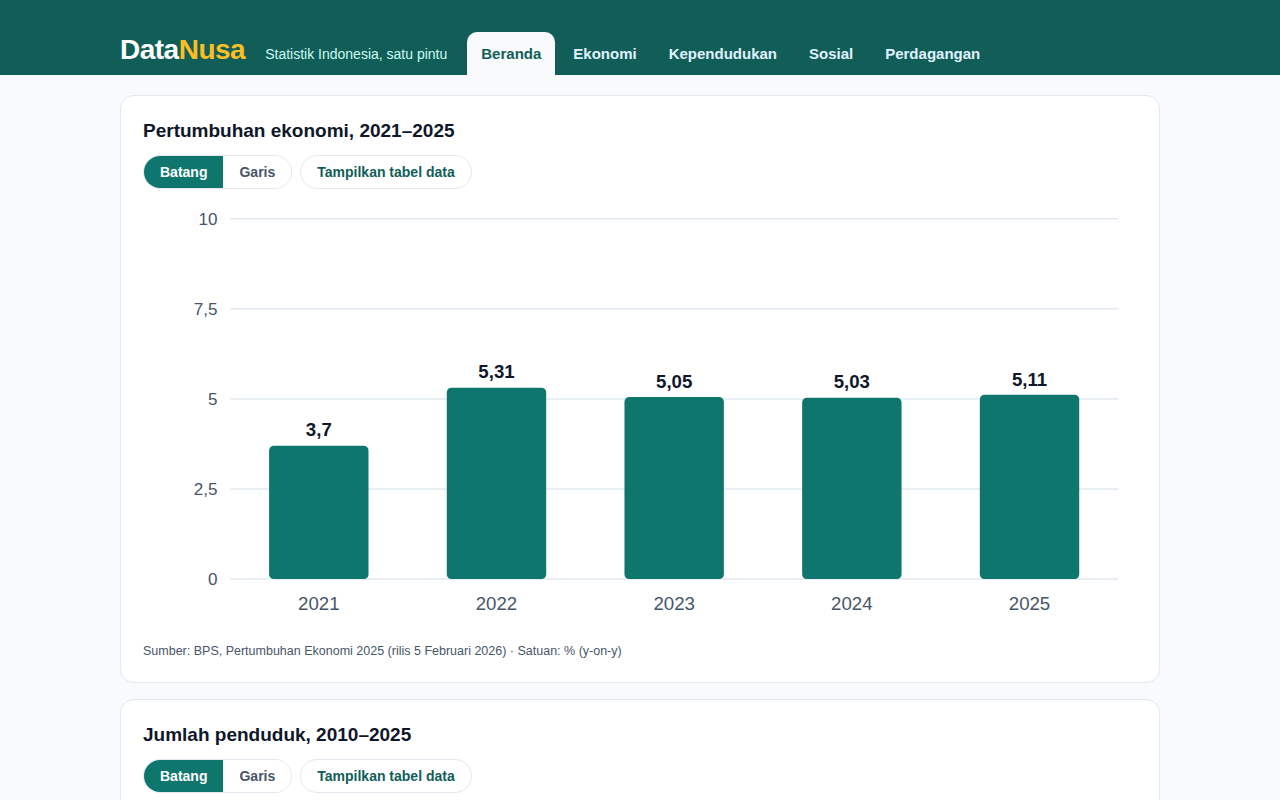 DataNusa Statistik Indonesia, satu pintu Beranda Ekonomi Kependudukan Sosial Perdagangan
Pertumbuhan ekonomi, 2021–2025
Batang Garis Tampilkan tabel data
10
7,5
5
2,5
0
3,7 5,31 5,05 5,03 5,11
2021 2022 2023 2024 2025
Sumber: BPS, Pertumbuhan Ekonomi 2025 (rilis 5 Februari 2026) · Satuan: % (y-on-y)
Jumlah penduduk, 2010–2025
Batang Garis Tampilkan tabel data